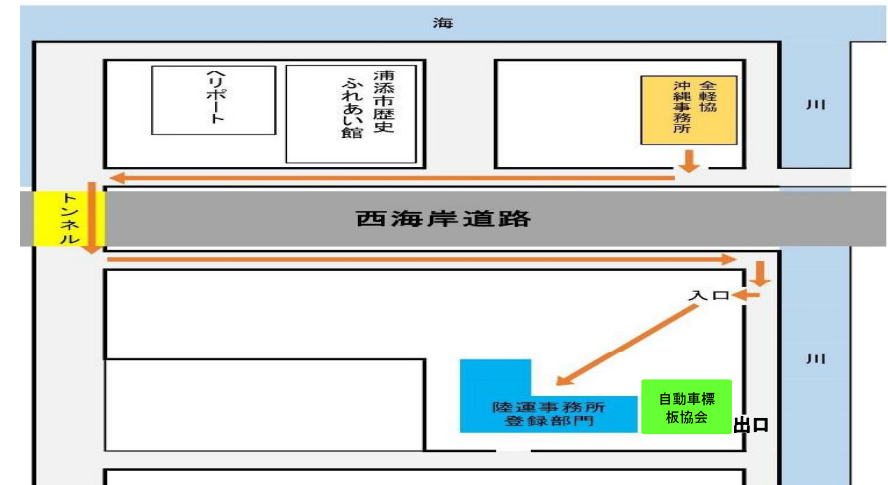 海
ヘリポート
浦添市歴史
ふれあい館
全軽協
沖縄事務所
川
トンネル
西海岸道路
入口
川
陸運事務所
登録部門
自動車標
板協会
出口